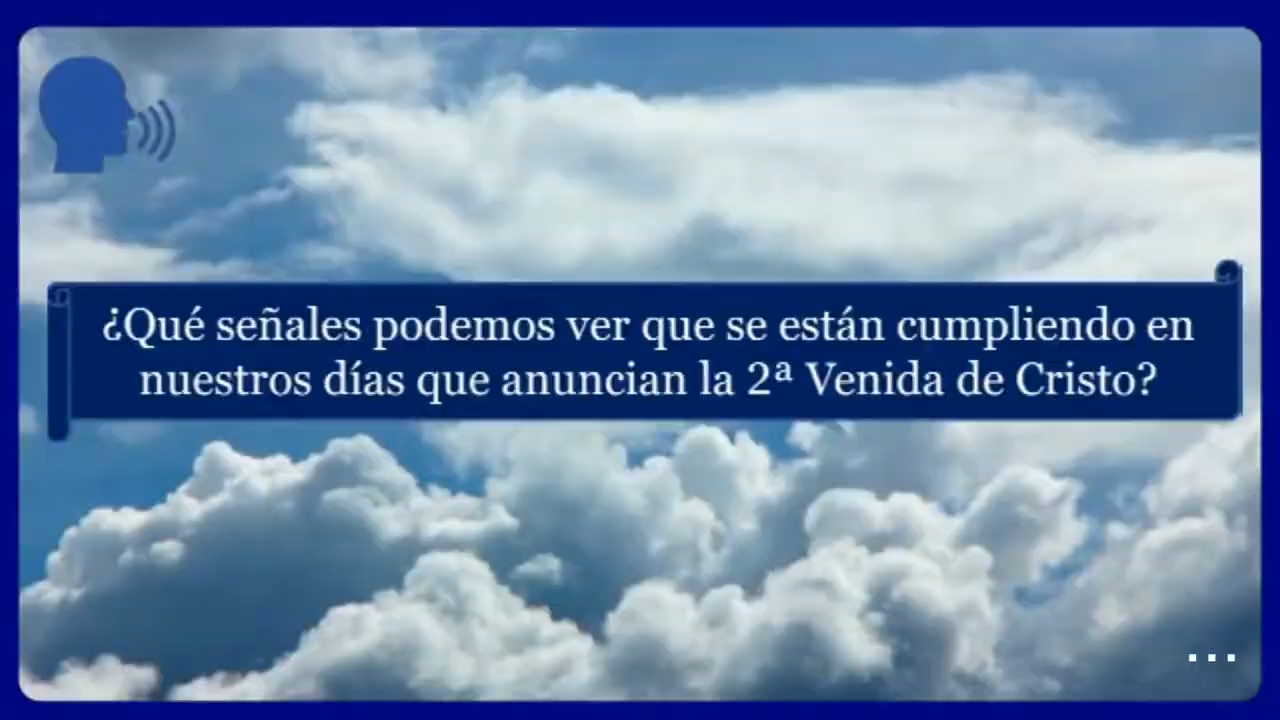 ¿Qué señales podemos ver que se están cumpliendo en
nuestros días que anuncian la 2ª Venida de Cristo?
...